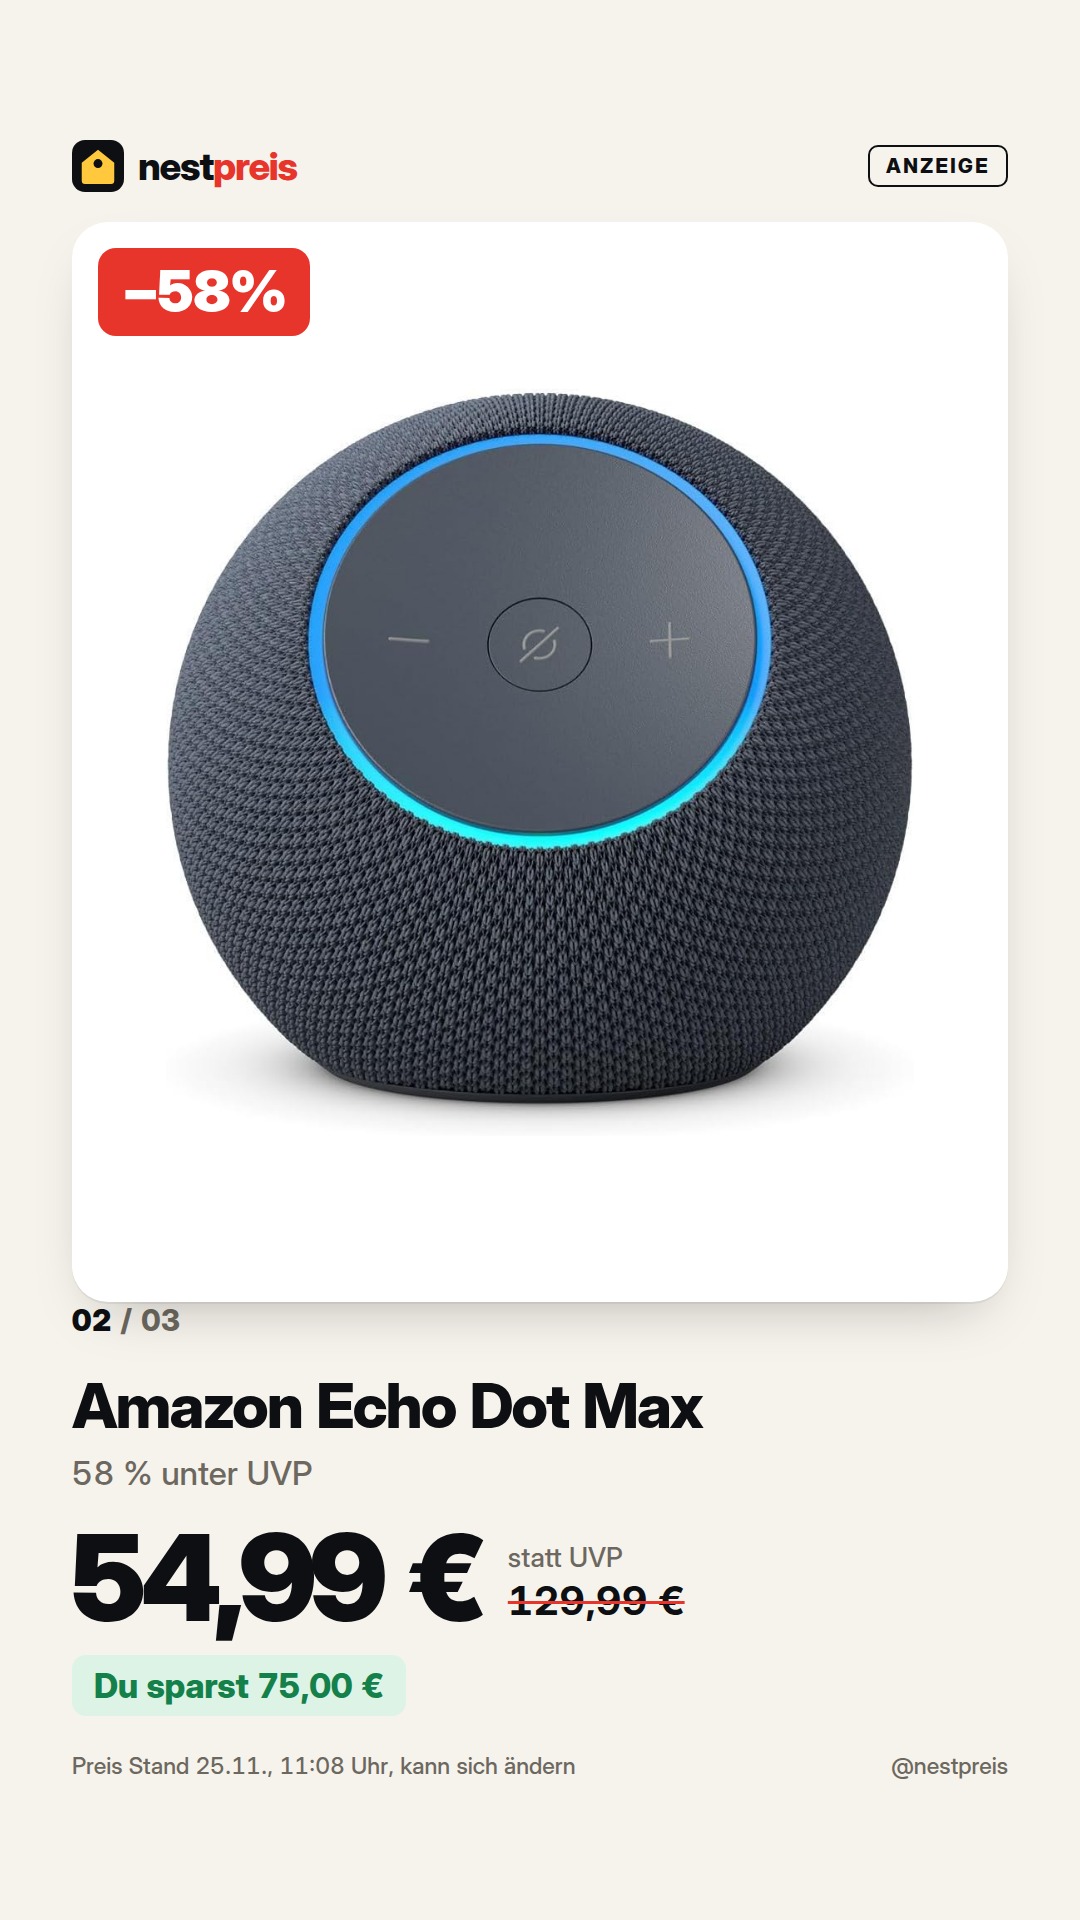 nestpreis
ANZEIGE
–58%
02 / 03
Amazon Echo Dot Max
58 % unter UVP
54,99 €
statt UVP
129,99 €
Du sparst 75,00 €
Preis Stand 25.11., 11:08 Uhr, kann sich ändern
@nestpreis